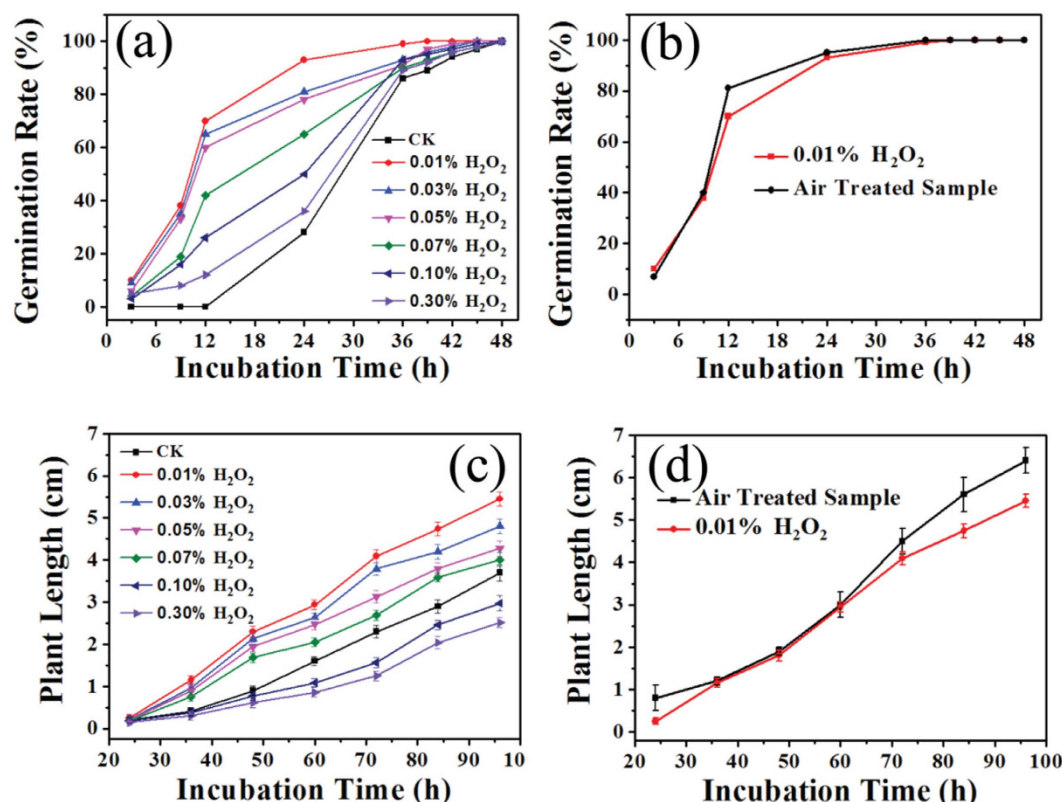 (a)
Germination Rate (%)
100
80
60
40
20
0
CK
0.01% H₂O₂
0.03% H₂O₂
0.05% H₂O₂
0.07% H₂O₂
0.10% H₂O₂
0.30% H₂O₂
0 6 12 18 24 30 36 42 48
Incubation Time (h)
(b)
Germination Rate (%)
100
80
60
40
20
0
0.01% H₂O₂
Air Treated Sample
0 6 12 18 24 30 36 42 48
Incubation Time (h)
(c)
Plant Length (cm)
7
6
5
4
3
2
1
0
CK
0.01% H₂O₂
0.03% H₂O₂
0.05% H₂O₂
0.07% H₂O₂
0.10% H₂O₂
0.30% H₂O₂
20 30 40 50 60 70 80 90 10
Incubation Time (h)
(d)
Plant Length (cm)
7
6
5
4
3
2
1
0
Air Treated Sample
0.01% H₂O₂
20 30 40 50 60 70 80 90 100
Incubation Time (h)